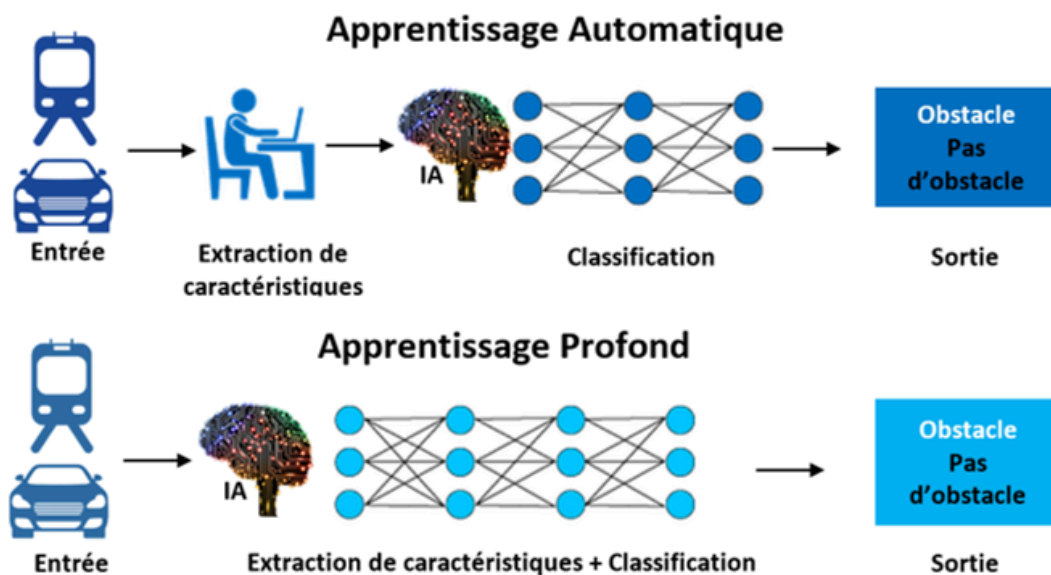 Apprentissage Automatique
IA
Obstacle
Pas
d'obstacle
Entrée
Extraction de
caractéristiques
Classification
Sortie
Apprentissage Profond
IA
Obstacle
Pas
d'obstacle
Entrée
Extraction de caractéristiques + Classification
Sortie